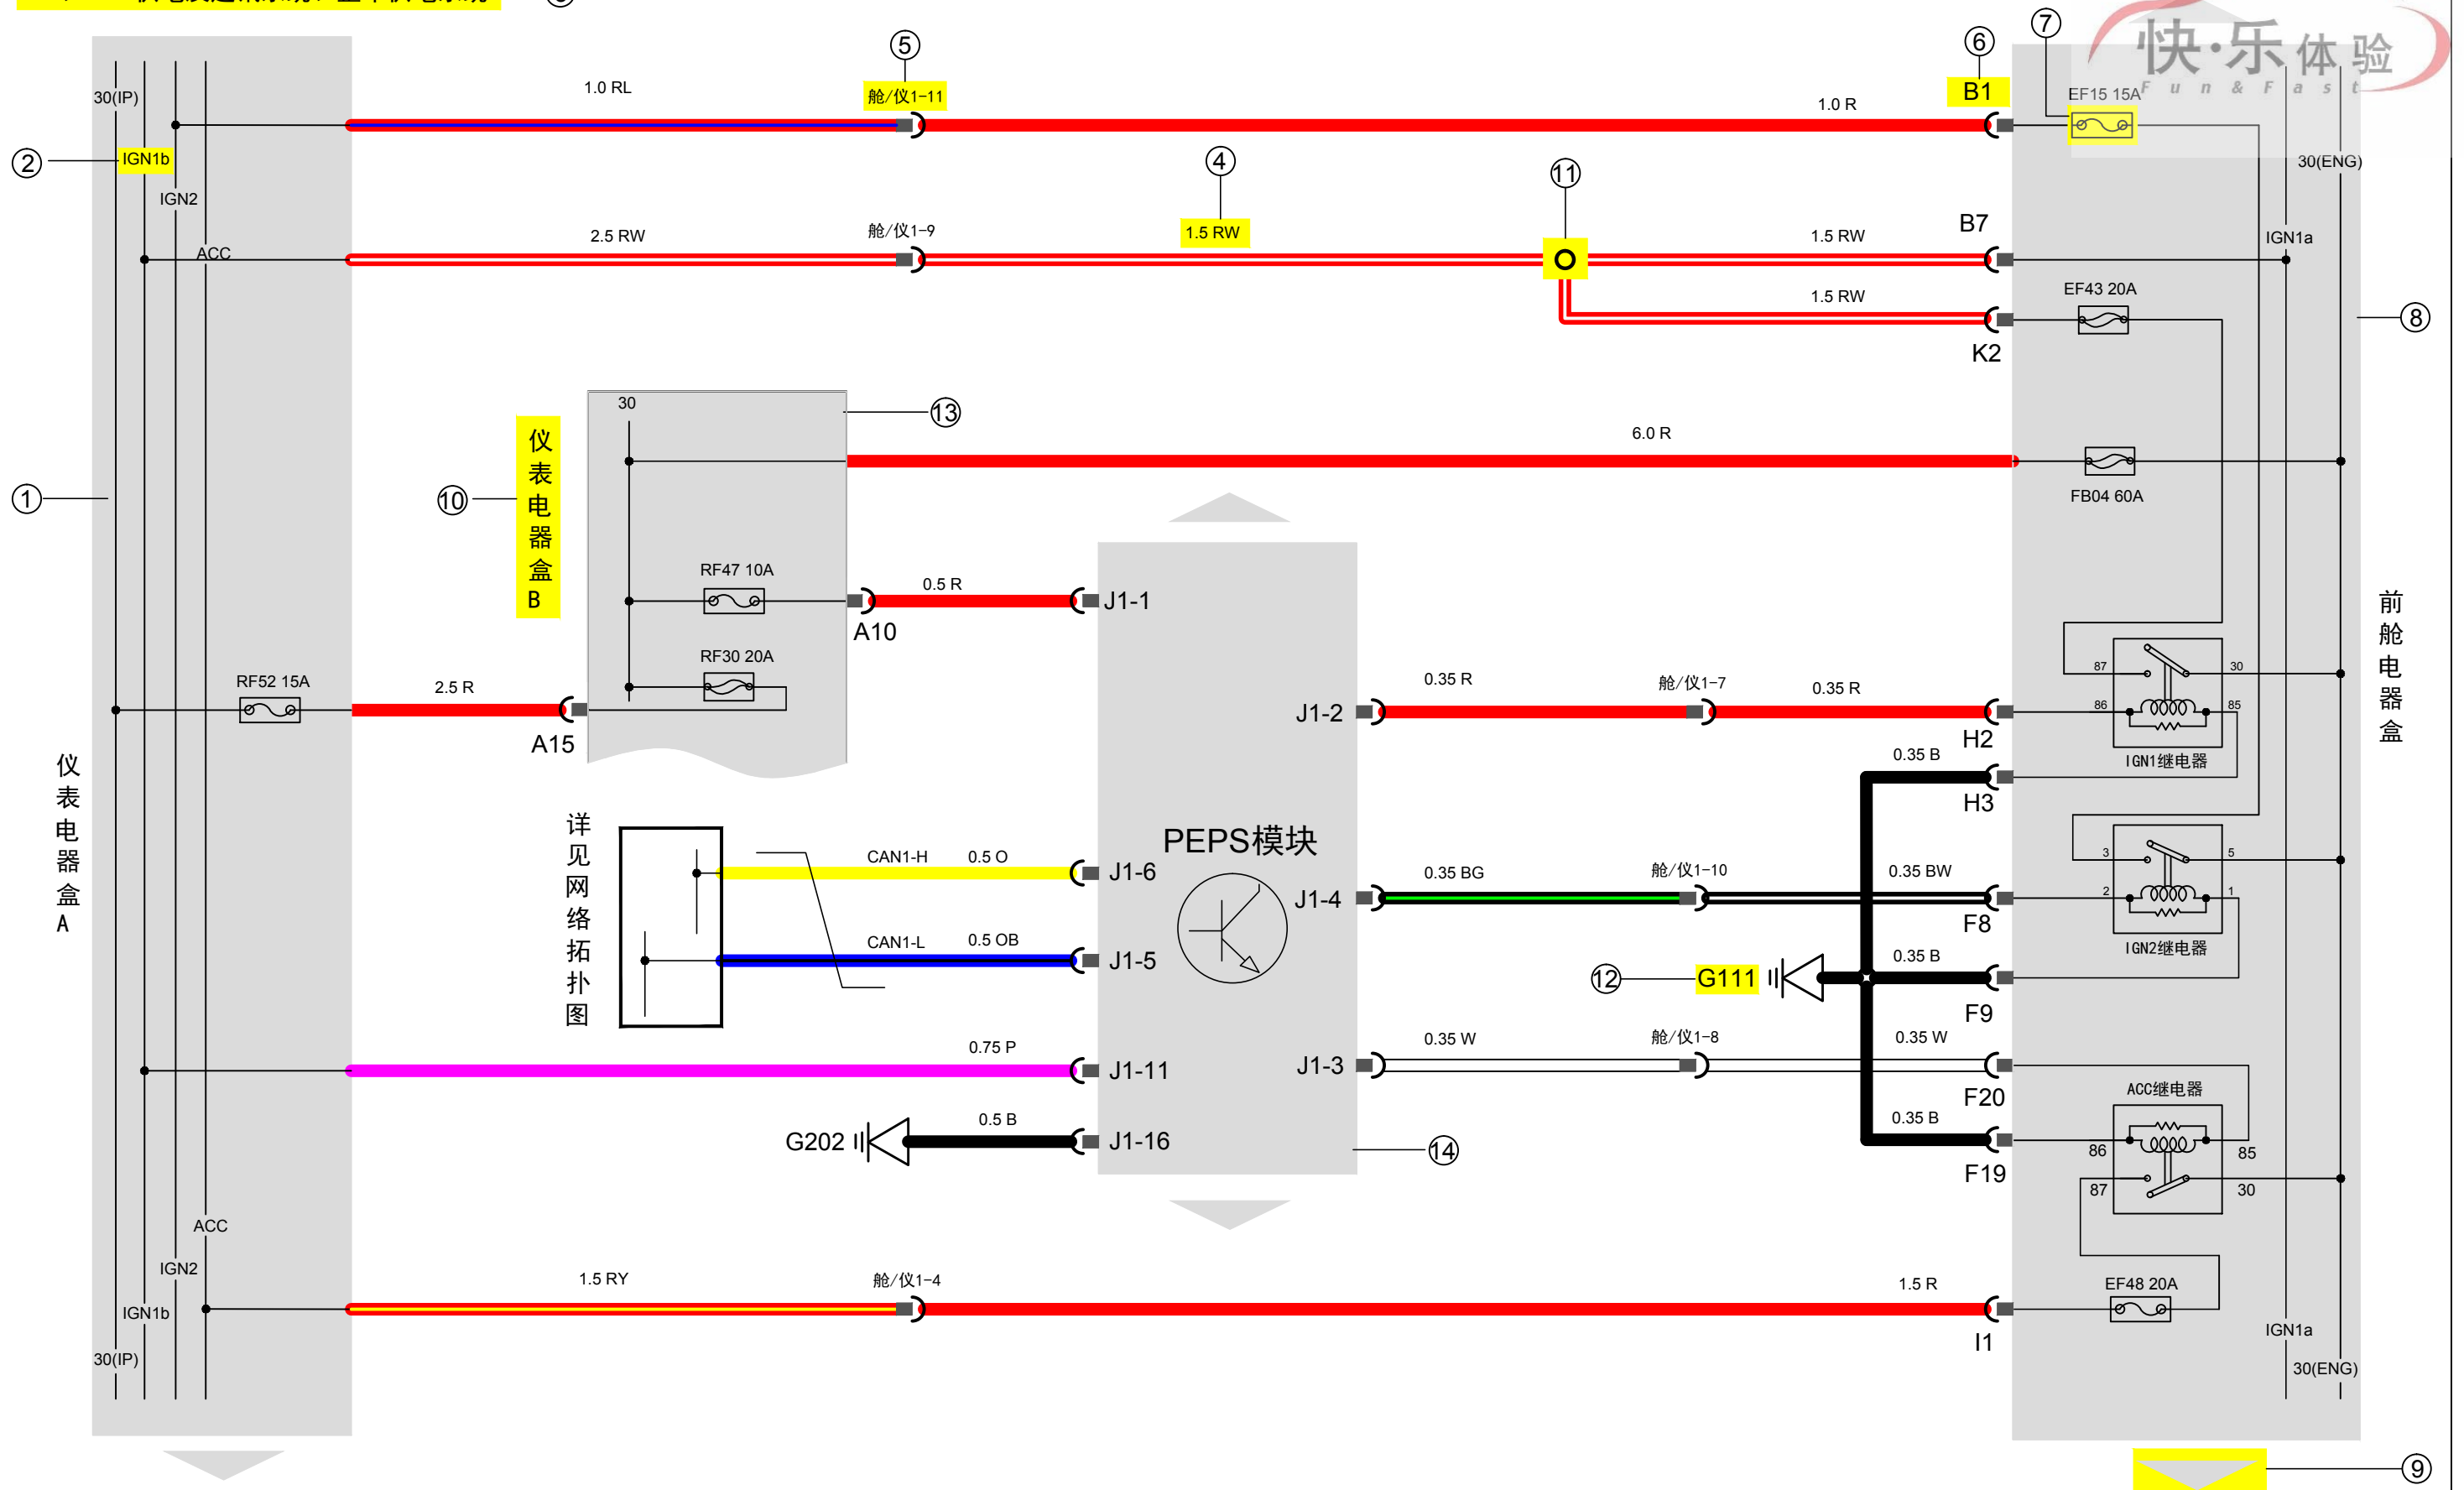 ⑤
⑥
⑦
快·乐体验
Fun&Fast
30(IP)
1.0 RL
舱/仪1-11
1.0 R
B1
EF15 15A
②
IGN1b
④
⑪
30(ENG)
IGN2
ACC
2.5 RW
舱/仪1-9
1.5 RW
1.5 RW
B7
IGN1a
1.5 RW
EF43 20A
⑧
K2
30
⑬
6.0 R
①
⑩
仪表电器盒B
FB04 60A
RF47 10A
0.5 R
J1-1
A10
前舱电器盒
RF52 15A
2.5 R
RF30 20A
0.35 R
舱/仪1-7
0.35 R
87
30
J1-2
86
85
A15
H2
仪表电器盒A
0.35 B
IGN1继电器
H3
详见网络拓扑图
PEPS模块
CAN1-H
0.5 O
J1-6
0.35 BG
舱/仪1-10
0.35 BW
3
5
J1-4
2
1
F8
CAN1-L
0.5 OB
J1-5
0.35 B
IGN2继电器
⑫
G111
F9
0.75 P
J1-11
0.35 W
舱/仪1-8
0.35 W
J1-3
F20
ACC继电器
G202
0.5 B
J1-16
⑭
0.35 B
F19
86
85
87
30
ACC
IGN2
1.5 RY
舱/仪1-4
1.5 R
EF48 20A
IGN1b
I1
IGN1a
30(IP)
30(ENG)
⑨